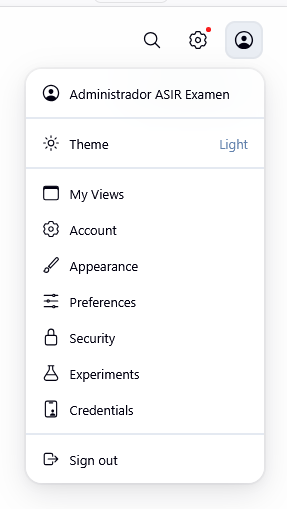 Administrador ASIR Examen
Theme Light
My Views
Account
Appearance
Preferences
Security
Experiments
Credentials
Sign out